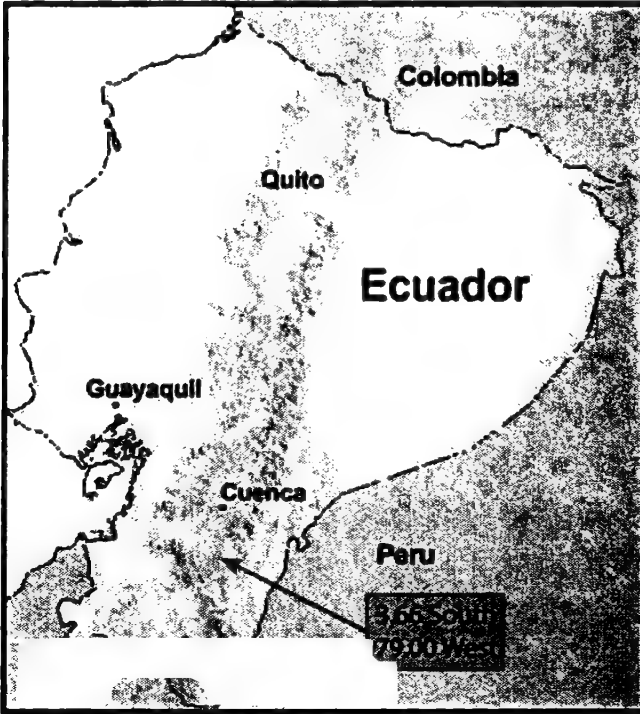 Colombia
Quito
Ecuador
Guayaquil
Cuenca
Peru
3.66 South
79.00 West